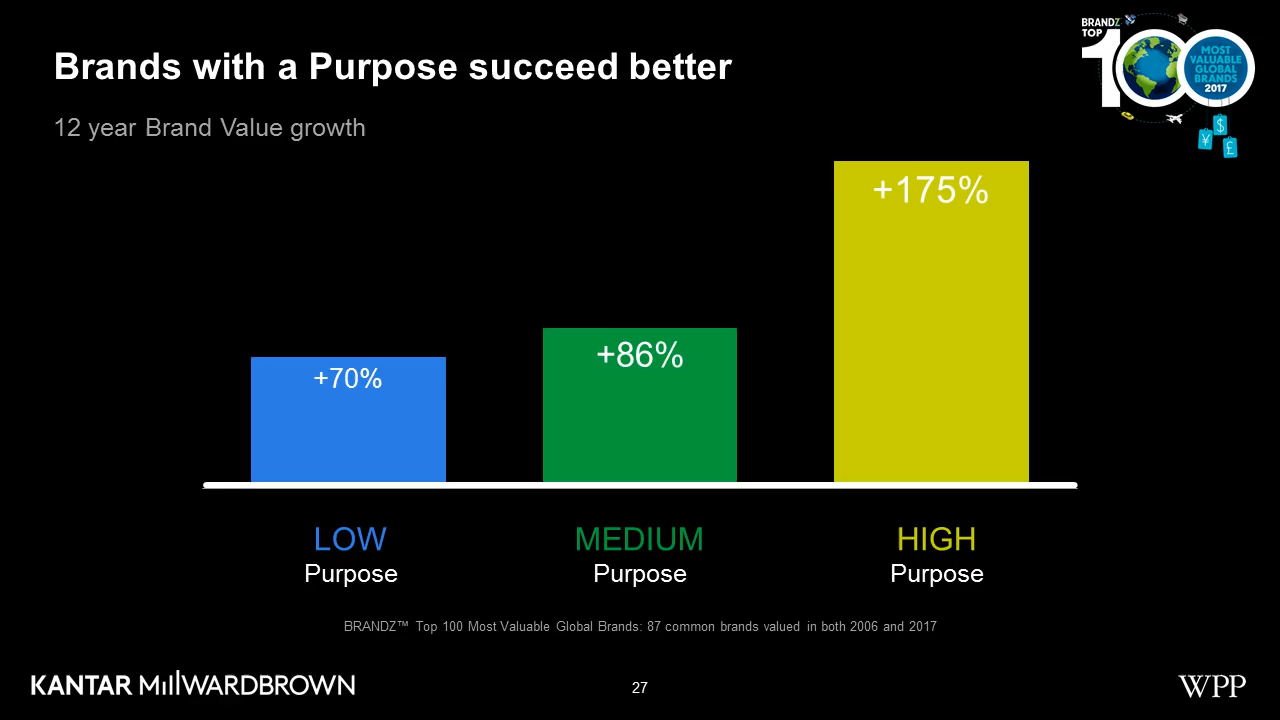 Brands with a Purpose succeed better
12 year Brand Value growth
BRANDZ
TOP
100
MOST
VALUABLE
GLOBAL
BRANDS
2017
$
¥
£
+70%
+86%
+175%
LOW
Purpose
MEDIUM
Purpose
HIGH
Purpose
BRANDZ™ Top 100 Most Valuable Global Brands: 87 common brands valued in both 2006 and 2017
KANTAR MillWARDBROWN
27
WPP